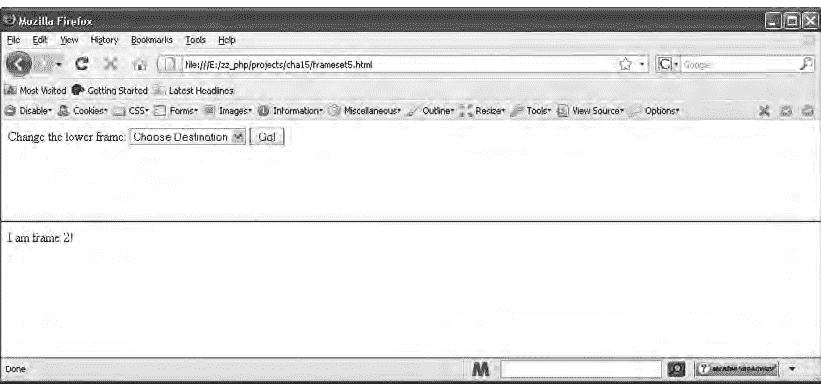 Mozilla Firefox
File Edit View History Bookmarks Tools Help
file:///E:/zz_php/projects/cha15/frameset5.html
Google
Most Visited Getting Started Latest Headlines
Disable Cookies CSS Forms Images Information Miscellaneous Outline Resize Tools View Source Options
Change the lower frame: Choose Destination Go!
I am frame 2!
Done